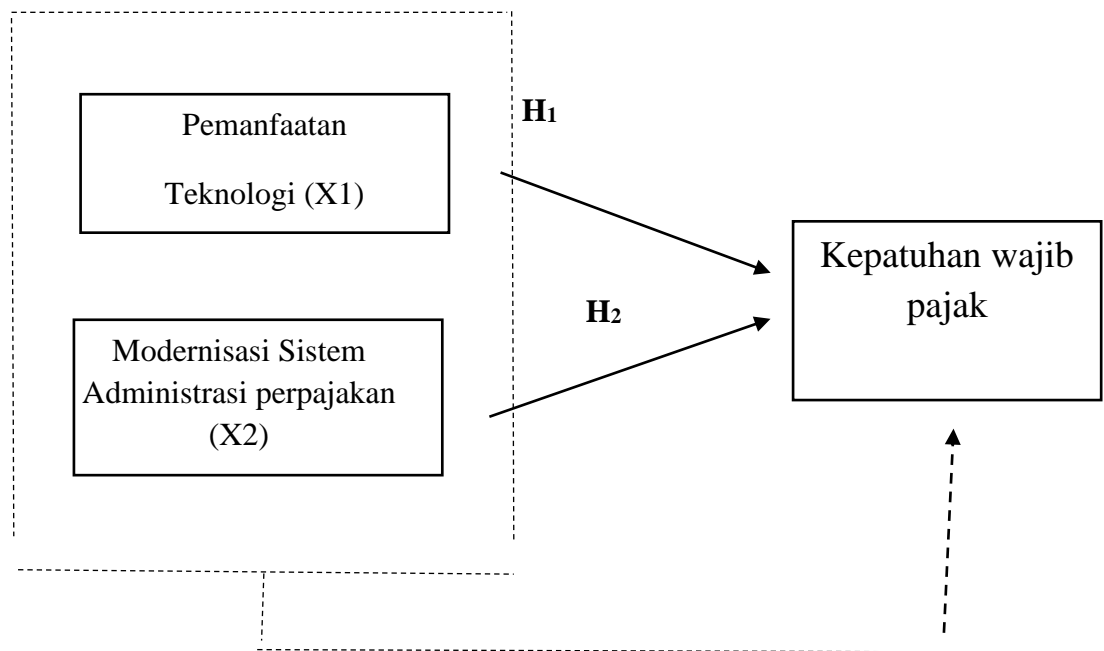 H1
Pemanfaatan
Teknologi (X1)
Kepatuhan wajib
pajak
H2
Modernisasi Sistem
Administrasi perpajakan
(X2)